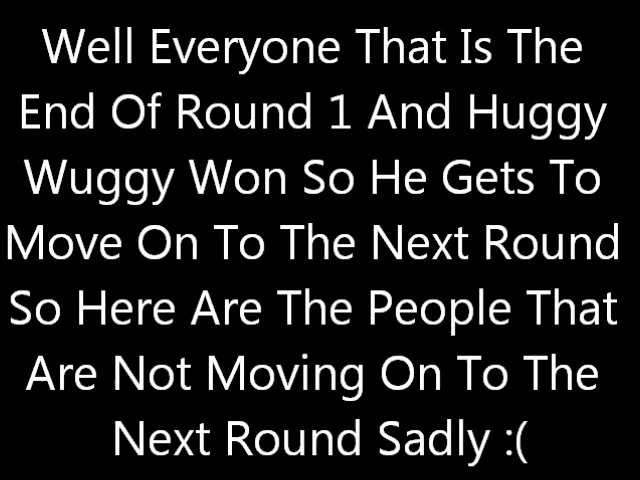 Well Everyone That Is The
End Of Round 1 And Huggy
Wuggy Won So He Gets To
Move On To The Next Round
So Here Are The People That
Are Not Moving On To The
Next Round Sadly :(